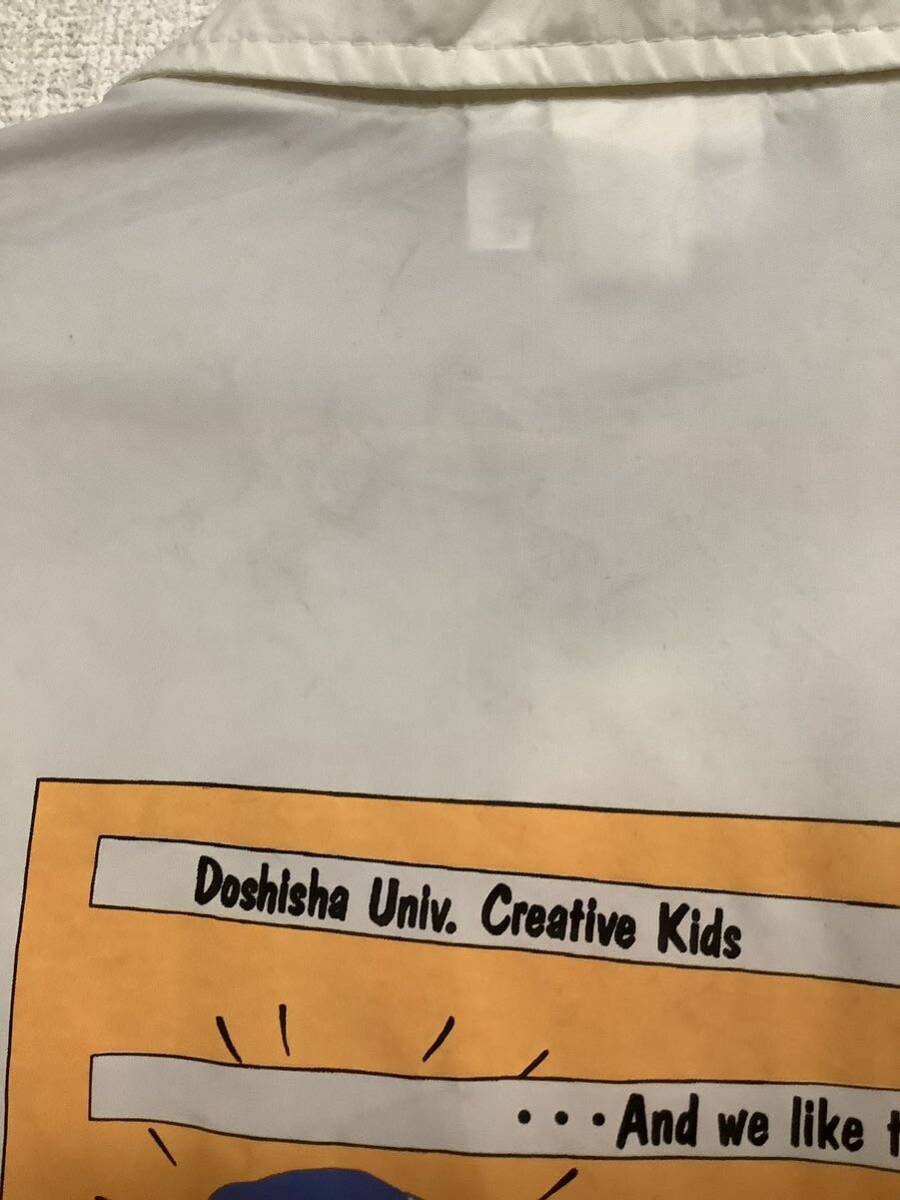 Doshisha Univ. Creative Kids
...And we like